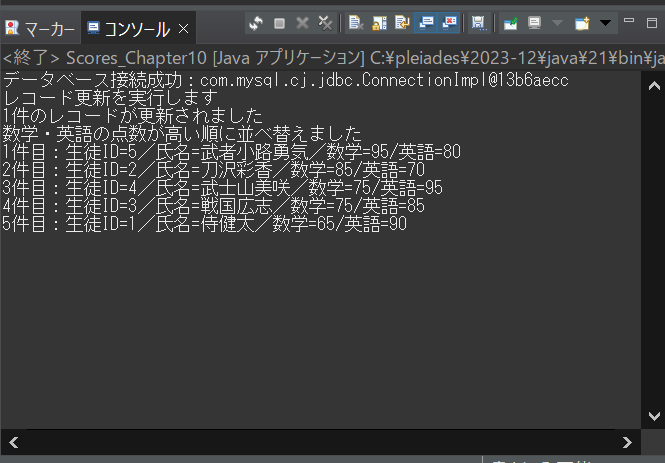 マーカー コンソール
<終了> Scores_Chapter10 [Java アプリケーション] C:¥pleiades¥2023-12¥java¥21¥bin¥ja
データベース接続成功：com.mysql.cj.jdbc.ConnectionImpl@13b6aecc
レコード更新を実行します
1件のレコードが更新されました
数学・英語の点数が高い順に並べ替えました
1件目：生徒ID=5／氏名=武者小路勇気／数学=95/英語=80
2件目：生徒ID=2／氏名=刀沢彩香／数学=85/英語=70
3件目：生徒ID=4／氏名=武士山美咲／数学=75/英語=95
4件目：生徒ID=3／氏名=戦国広志／数学=75/英語=85
5件目：生徒ID=1／氏名=侍健太／数学=65/英語=90